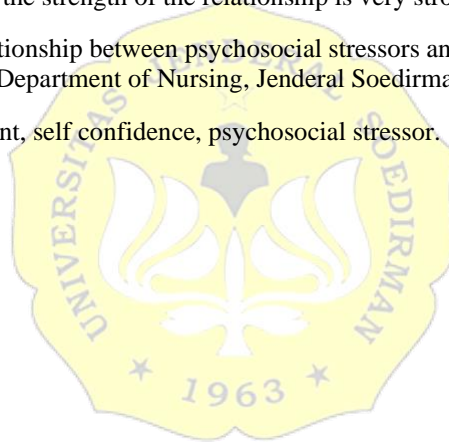 the strength of the relationship is very stro
tionship between psychosocial stressors an
Department of Nursing, Jenderal Soedirma
nt, self confidence, psychosocial stressor.
UNIVERSITAS JENDERAL SOEDIRMAN
1963